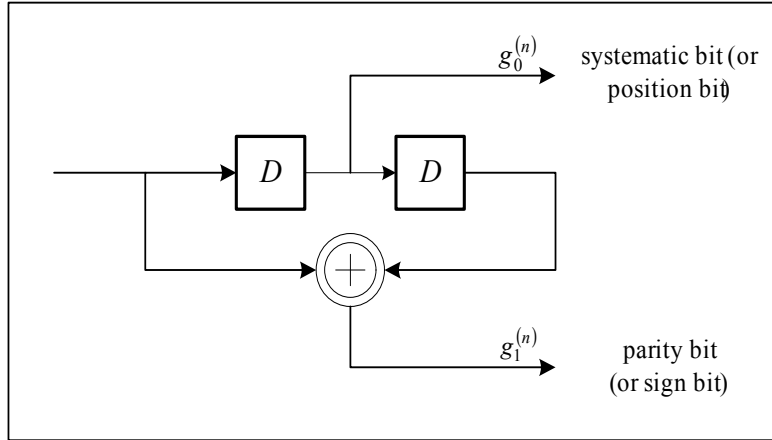 g₀⁽ⁿ⁾
systematic bit (or
position bit)
D
D
g₁⁽ⁿ⁾
parity bit
(or sign bit)